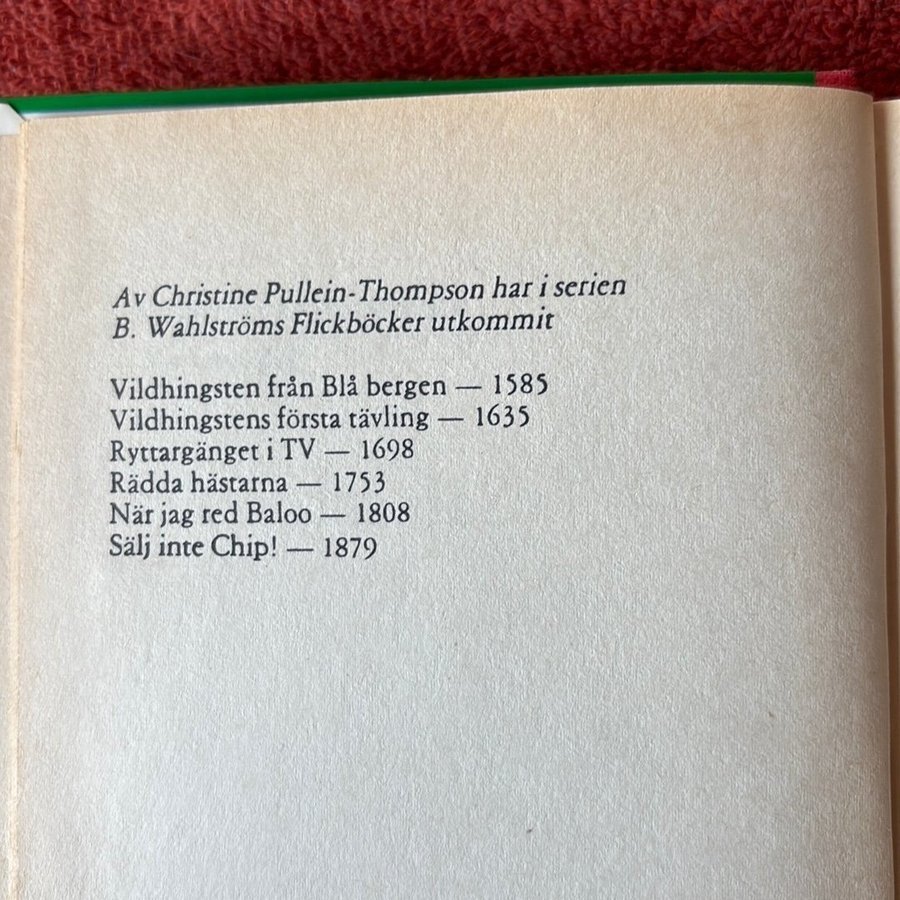 Av Christine Pullein-Thompson har i serien
B. Wahlströms Flickböcker utkommit
Vildhingsten från Blå bergen — 1585
Vildhingstens första tävling — 1635
Ryttargänget i TV — 1698
Rädda hästarna — 1753
När jag red Baloo — 1808
Sälj inte Chip! — 1879